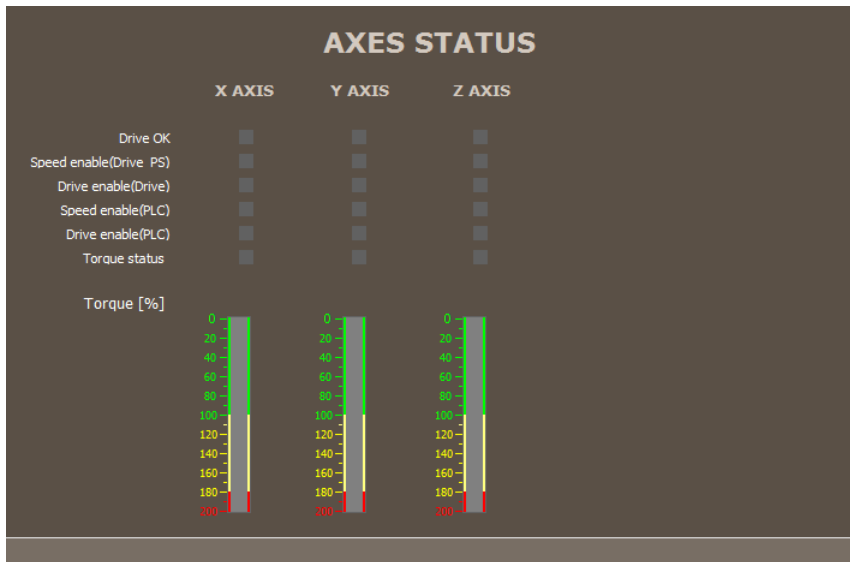 AXES STATUS
X AXIS Y AXIS Z AXIS
Drive OK
Speed enable(Drive PS)
Drive enable(Drive)
Speed enable(PLC)
Drive enable(PLC)
Torque status
Torque [%]
0 0 0
20 20 20
40 40 40
60 60 60
80 80 80
100 100 100
120 120 120
140 140 140
160 160 160
180 180 180
200 200 200